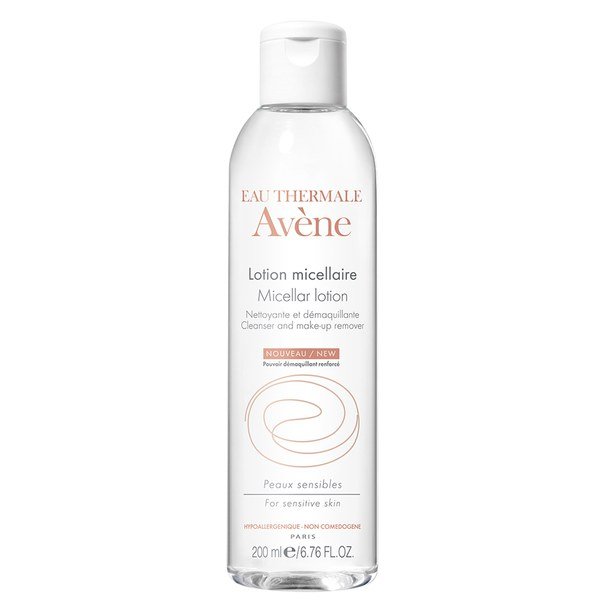 EAU THERMALE
Avène
Lotion micellaire
Micellar lotion
Nettoyante et démaquillante
Cleanser and make-up remover
NOUVEAU / NEW
Pouvoir démaquillant renforcé
Peaux sensibles
For sensitive skin
HYPOALLERGENIQUE - NON COMEDOGENE
PARIS
200 ml e/6.76 FL.OZ.